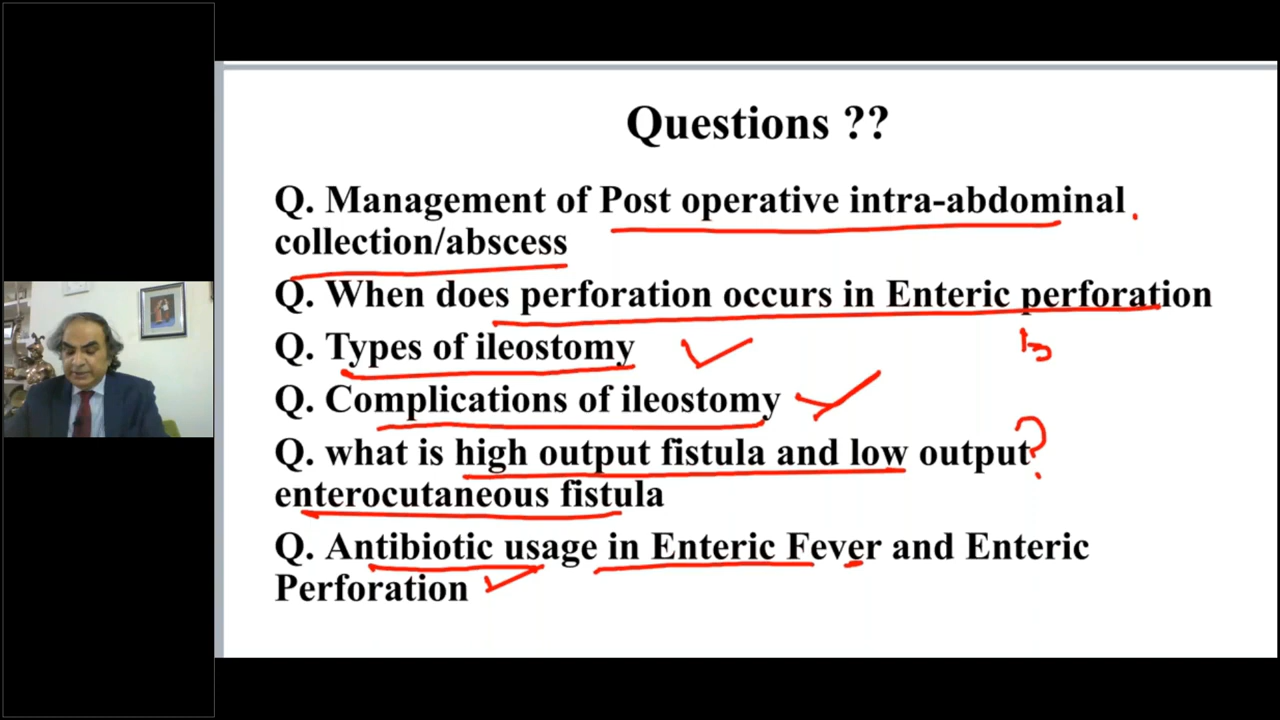 Questions ??
Q. Management of Post operative intra-abdominal
collection/abscess
Q. When does perforation occurs in Enteric perforation
Q. Types of ileostomy
Q. Complications of ileostomy
Q. what is high output fistula and low output
enterocutaneous fistula
Q. Antibiotic usage in Enteric Fever and Enteric
Perforation